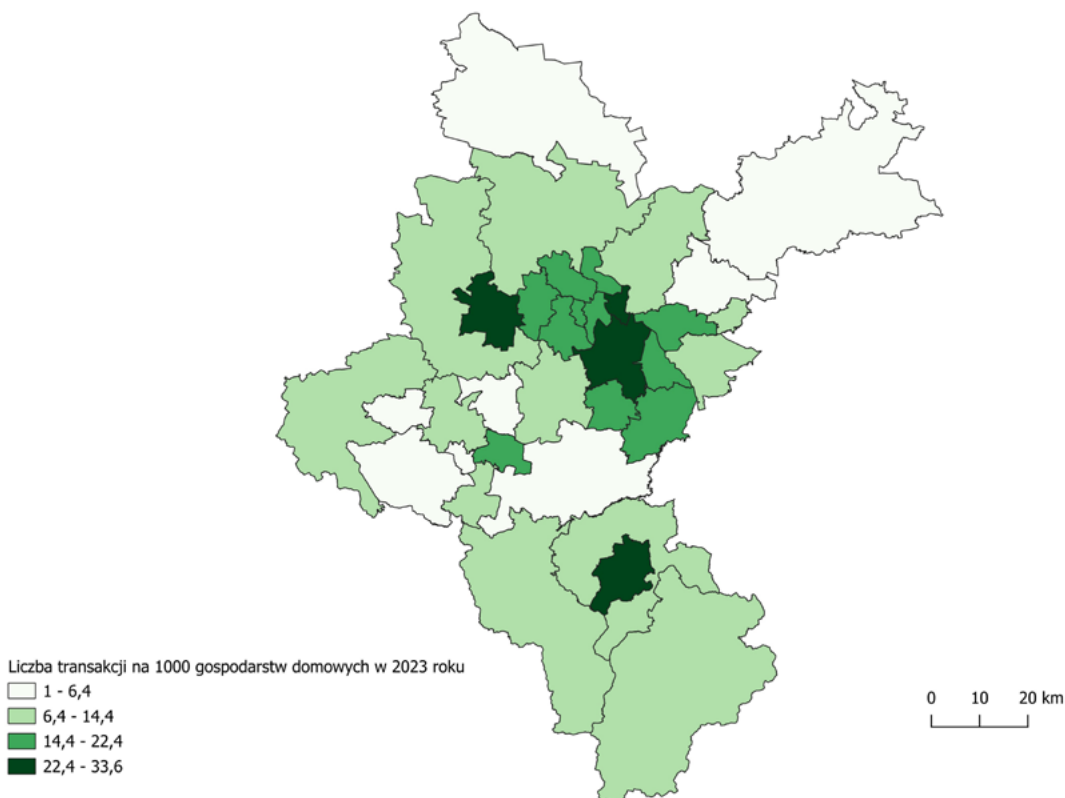 Liczba transakcji na 1000 gospodarstw domowych w 2023 roku
1 - 6,4
6,4 - 14,4
14,4 - 22,4
22,4 - 33,6
0 10 20 km